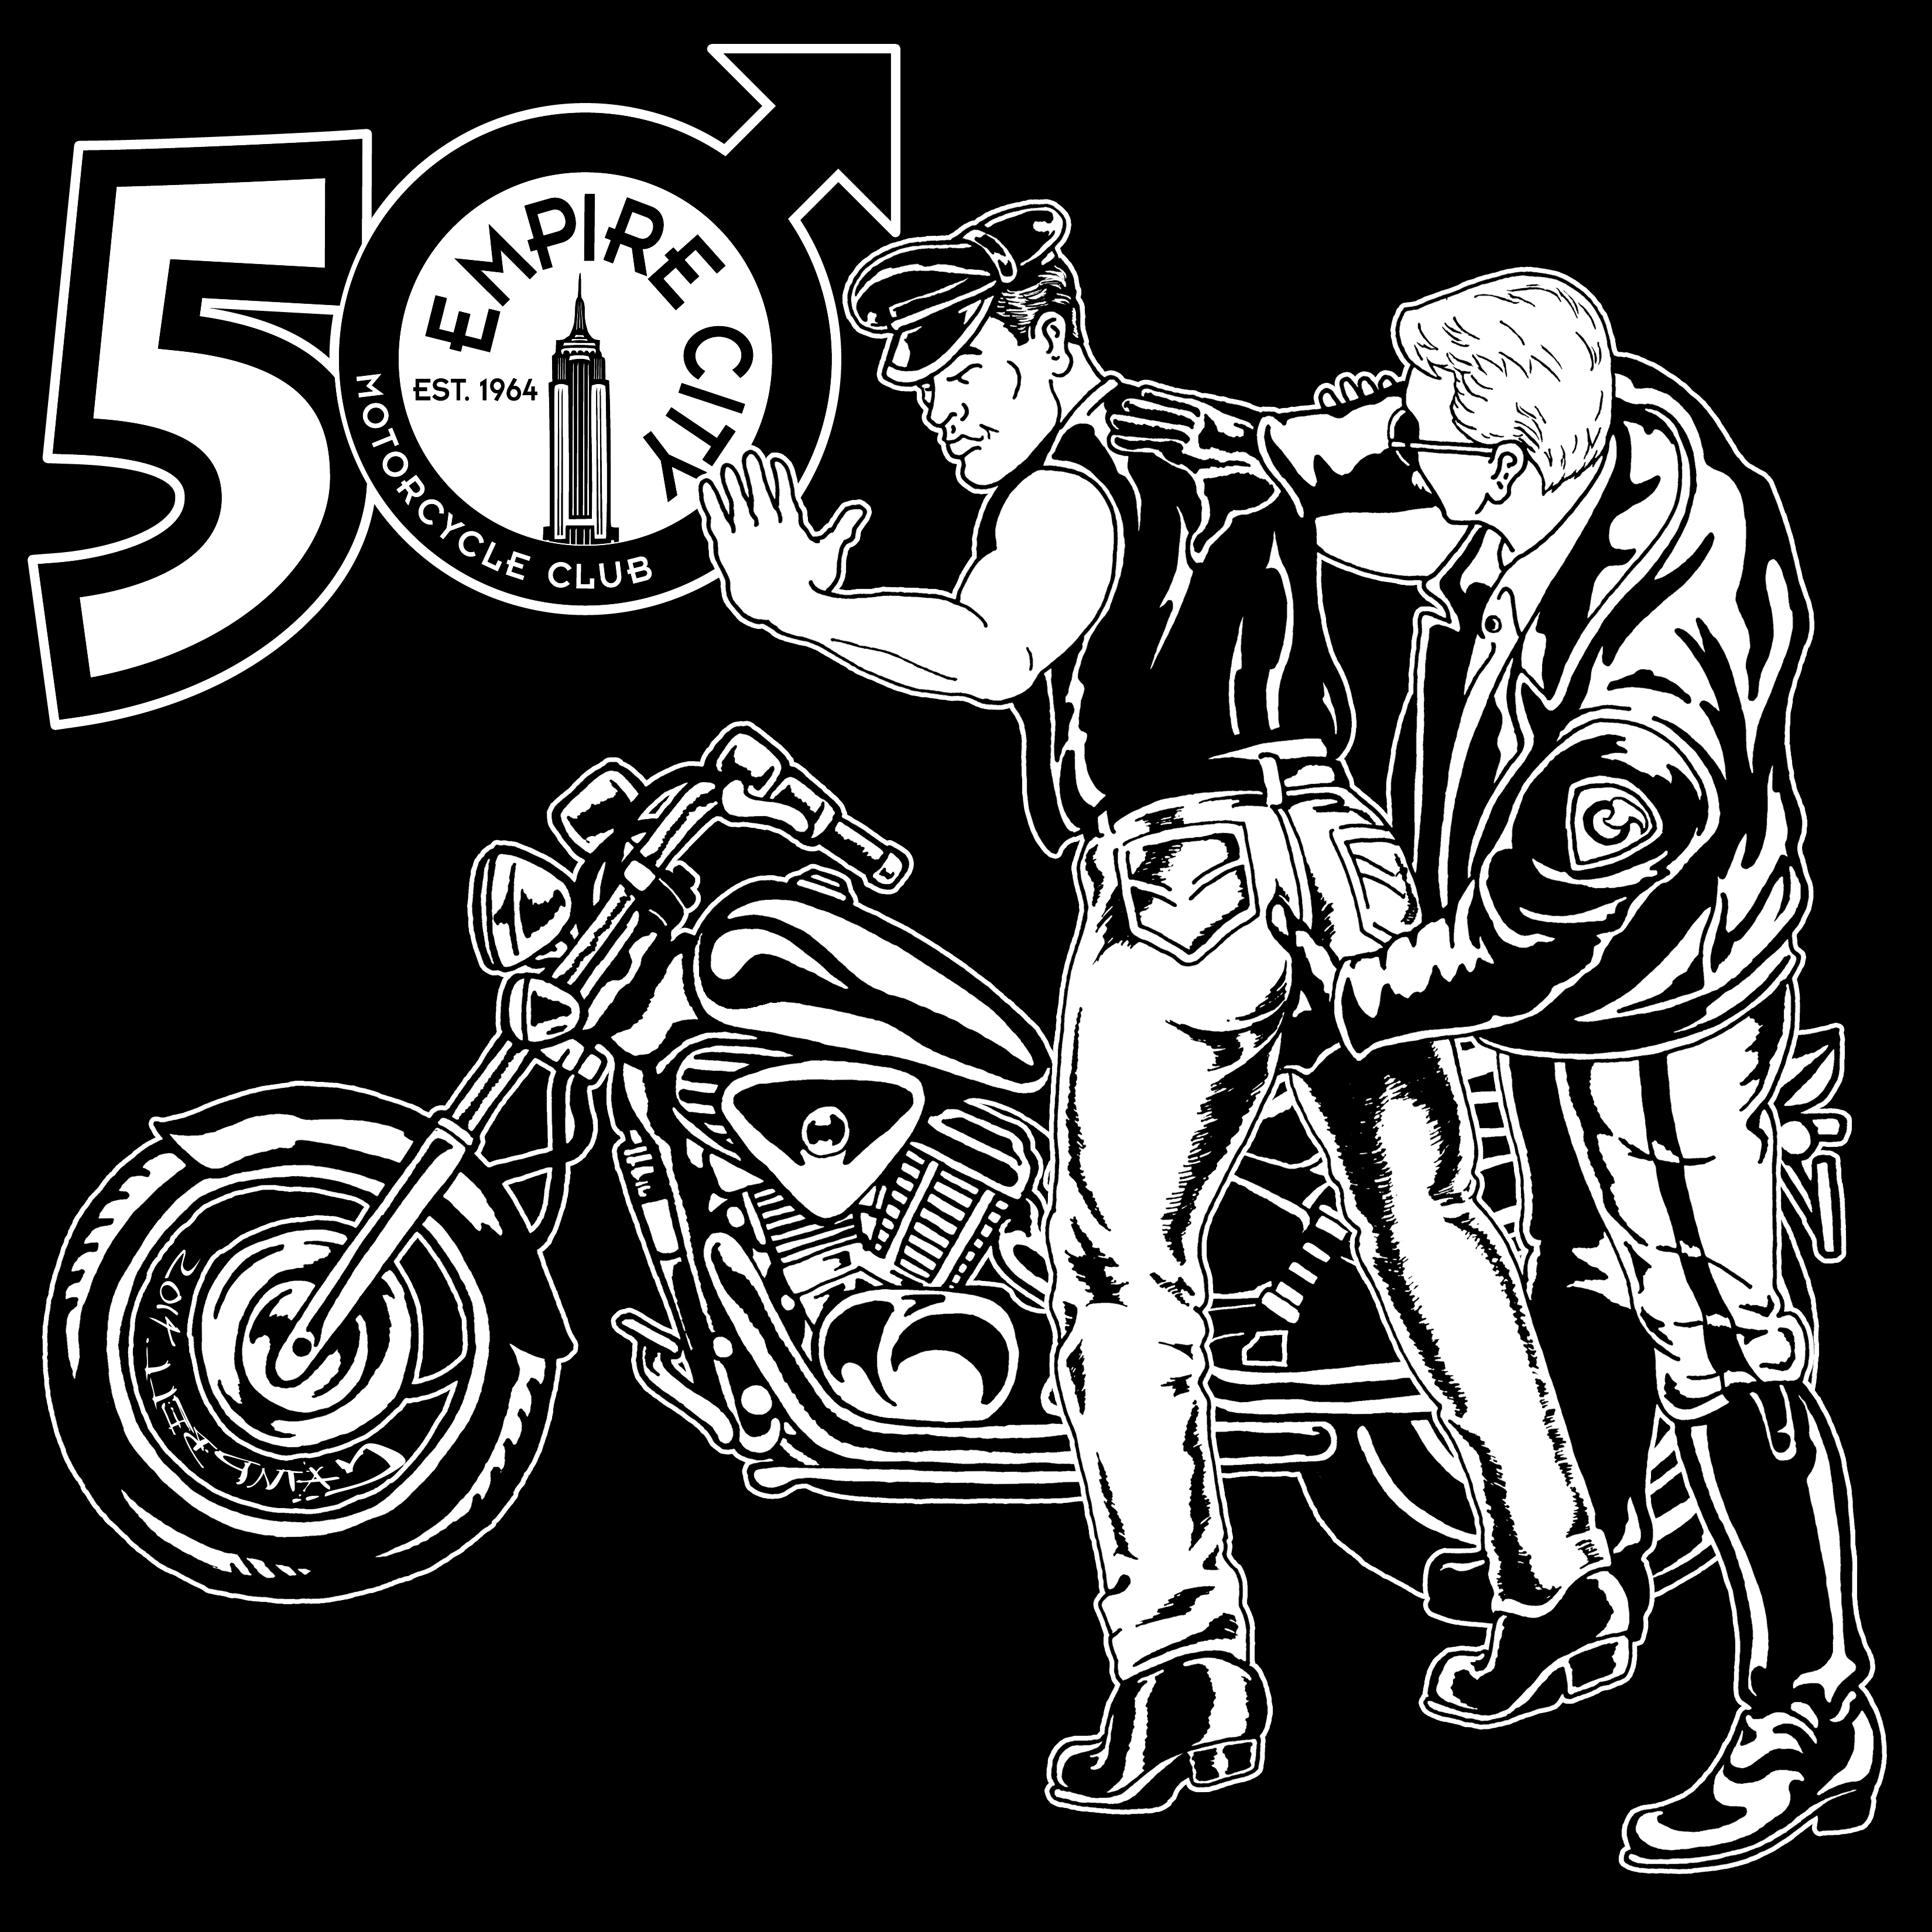 50
EMPIRE CITY
EST. 1964
MOTORCYCLE CLUB